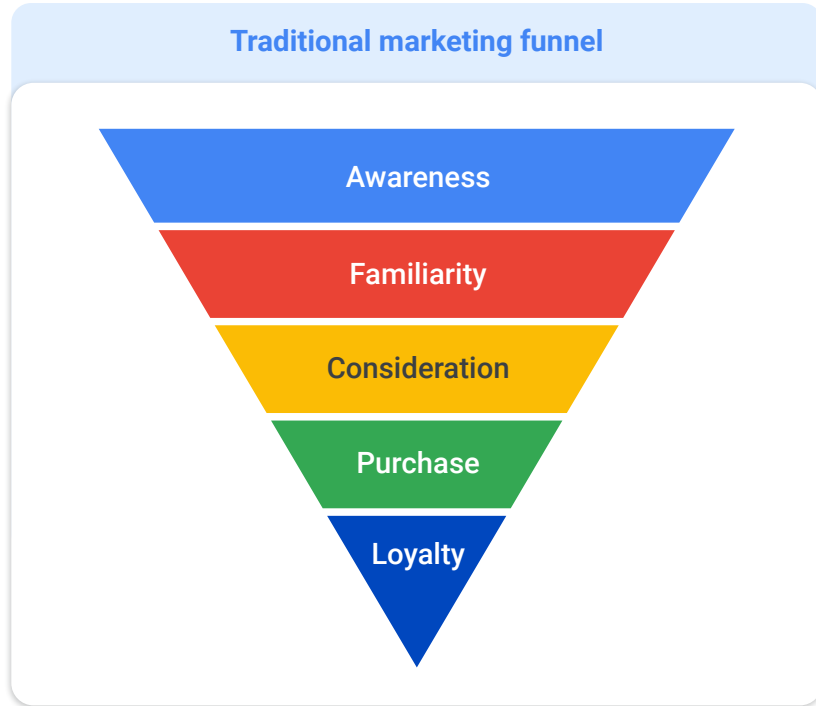 Traditional marketing funnel
Awareness
Familiarity
Consideration
Purchase
Loyalty